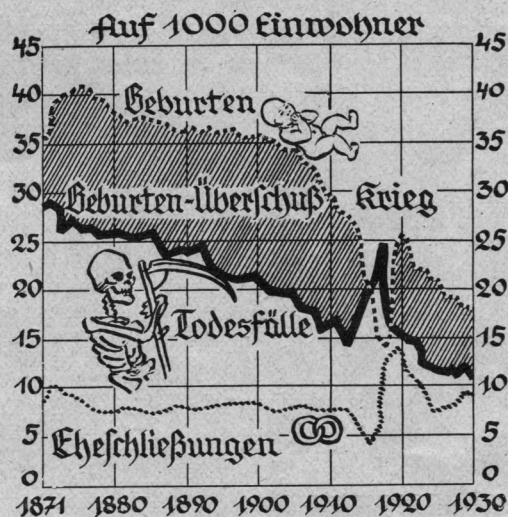 Auf 1000 Einwohner
45 45
40 40
Geburten
35 35
30 30
Geburten-Überschuß Krieg
25 25
20 20
Todesfälle
15 15
10 10
5 5
Eheschließungen
0 0
1871 1880 1890 1900 1910 1920 1930